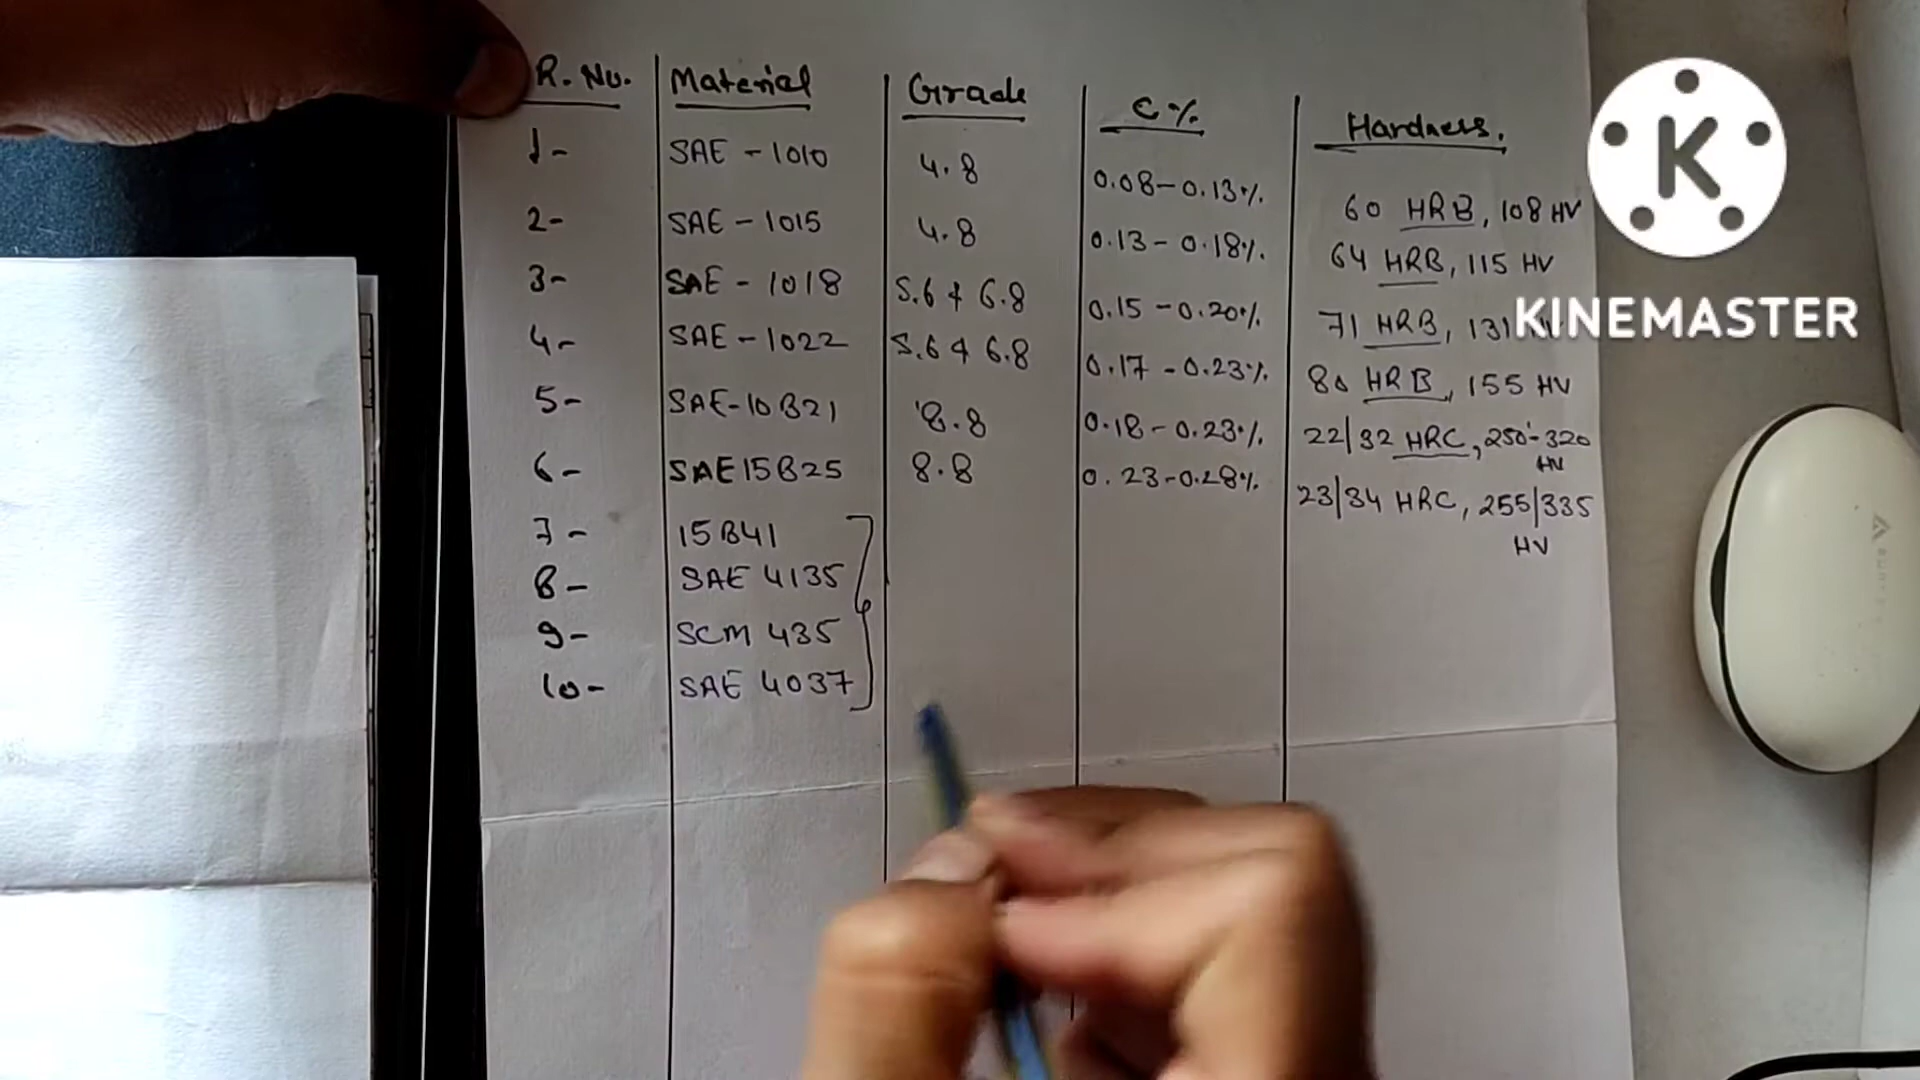 R. No. Material Grade C% Hardness.
1- SAE - 1010 4.8 0.08-0.13% 60 HRB, 108 HV
2- SAE - 1015 4.8 0.13-0.18% 64 HRB, 115 HV
3- SAE - 1018 5.6 & 6.8 0.15-0.20% 71 HRB, 131
4- SAE - 1022 5.6 & 6.8 0.17-0.23% 80 HRB, 155 HV
5- SAE-10B21 8.8 0.18-0.23% 22/32 HRC, 250-320 HV
6- SAE15B25 8.8 0.23-0.28% 23/34 HRC, 255/335 HV
7- 15B41
8- SAE 4135
9- SCM 435
10- SAE 4037
K
KINEMASTER